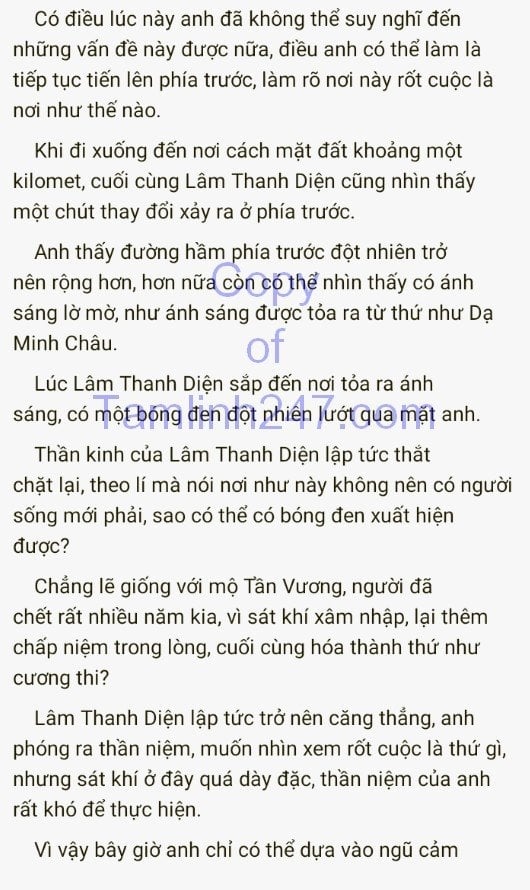 Có điều lúc này anh đã không thể suy nghĩ đến
những vấn đề này được nữa, điều anh có thể làm là
tiếp tục tiến lên phía trước, làm rõ nơi này rốt cuộc là
nơi như thế nào.
Khi đi xuống đến nơi cách mặt đất khoảng một
kilomet, cuối cùng Lâm Thanh Diện cũng nhìn thấy
một chút thay đổi xảy ra ở phía trước.
Anh thấy đường hầm phía trước đột nhiên trở
nên rộng hơn, hơn nữa còn có thể nhìn thấy có ánh
sáng lờ mờ, như ánh sáng được tỏa ra từ thứ như Dạ
Minh Châu.
Lúc Lâm Thanh Diện sắp đến nơi tỏa ra ánh
sáng, có một bóng đen đột nhiên lướt qua mặt anh.
Thần kinh của Lâm Thanh Diện lập tức thắt
chặt lại, theo lí mà nói nơi như này không nên có người
sống mới phải, sao có thể có bóng đen xuất hiện
được?
Chẳng lẽ giống với mộ Tần Vương, người đã
chết rất nhiều năm kia, vì sát khí xâm nhập, lại thêm
chấp niệm trong lòng, cuối cùng hóa thành thứ như
cương thi?
Lâm Thanh Diện lập tức trở nên căng thẳng, anh
phóng ra thần niệm, muốn nhìn xem rốt cuộc là thứ gì,
nhưng sát khí ở đây quá dày đặc, thần niệm của anh
rất khó để thực hiện.
Vì vậy bây giờ anh chỉ có thể dựa vào ngũ cảm
Copy
of
Tamlinh247.com